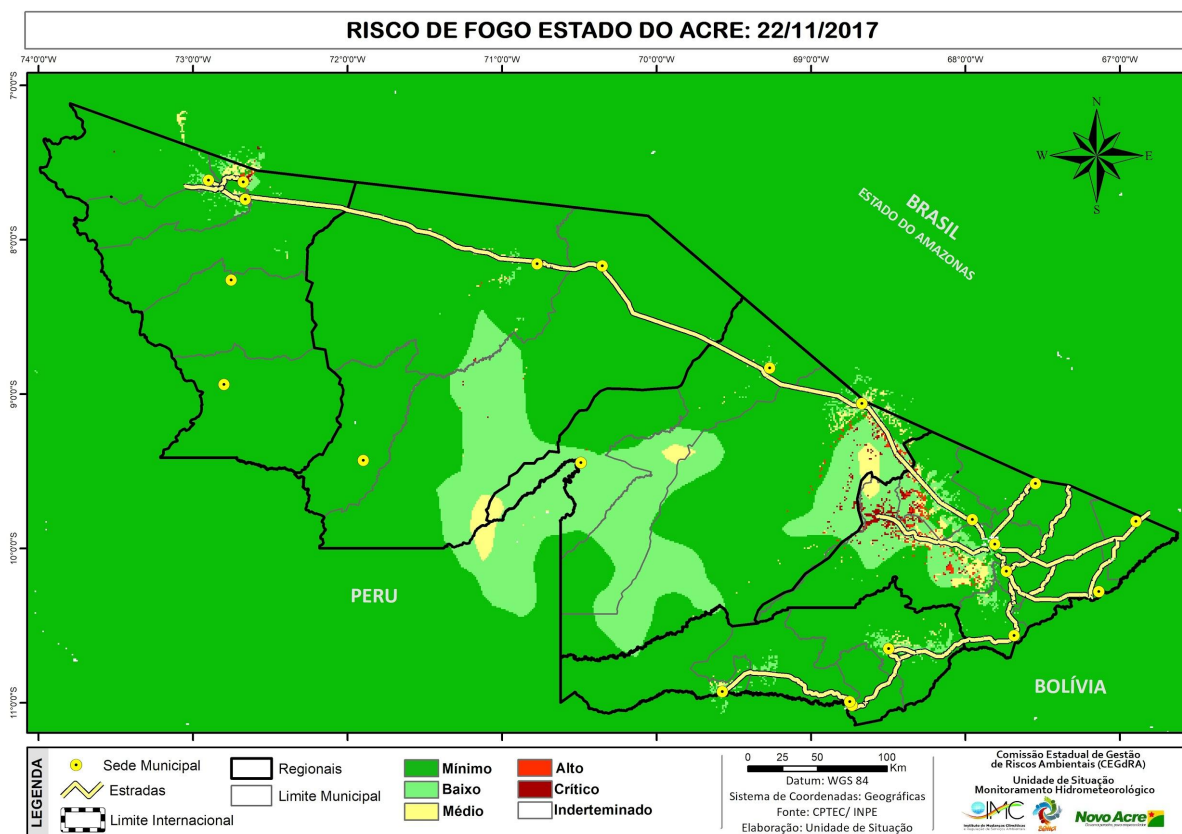 RISCO DE FOGO ESTADO DO ACRE: 22/11/2017
74°0'0"W 73°0'0"W 72°0'0"W 71°0'0"W 70°0'0"W 69°0'0"W 68°0'0"W 67°0'0"W
7°0'0"S
8°0'0"S
9°0'0"S
10°0'0"S
11°0'0"S
N
W E
S
BRASIL
ESTADO DO AMAZONAS
PERU
BOLÍVIA
LEGENDA
Sede Municipal
Estradas
Limite Internacional
Regionais
Limite Municipal
Mínimo
Baixo
Médio
Alto
Crítico
Inderteminado
0 25 50 100
Km
Datum: WGS 84
Sistema de Coordenadas: Geográficas
Fonte: CPTEC/ INPE
Elaboração: Unidade de Situação
Comissão Estadual de Gestão
de Riscos Ambientais (CEGdRA)
Unidade de Situação
Monitoramento Hidrometeorológico
IMC
Novo Acre